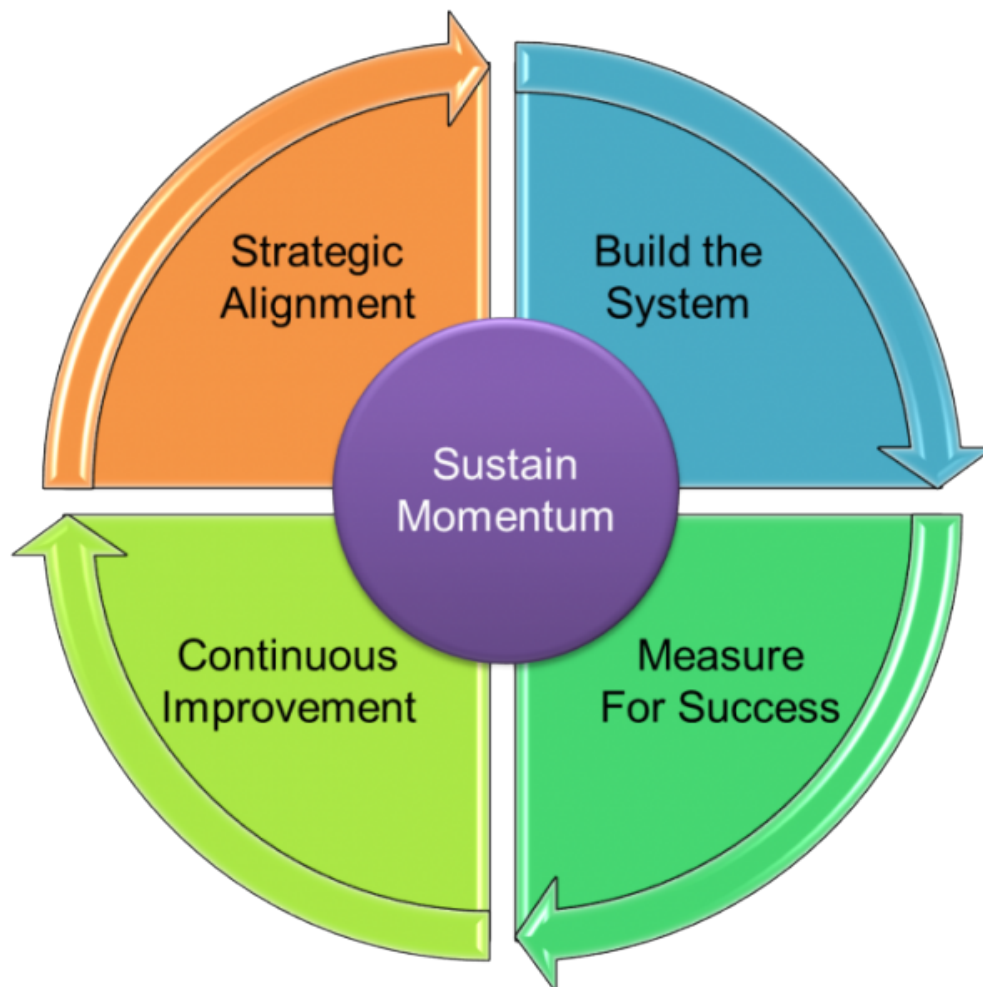 Strategic
Alignment
Build the
System
Sustain
Momentum
Continuous
Improvement
Measure
For Success